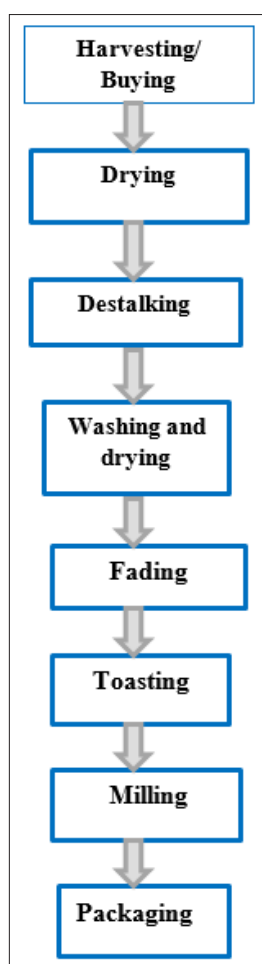 Harvesting/
Buying
Drying
Destalking
Washing and
drying
Fading
Toasting
Milling
Packaging